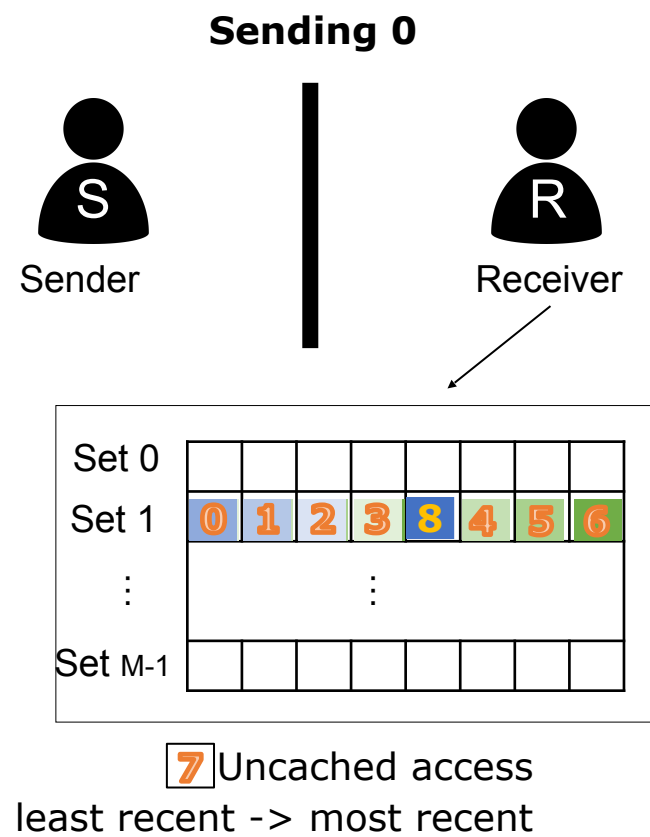 Sending 0
S R
Sender Receiver
Set 0
Set 1 0 1 2 3 8 4 5 6
⋮ ⋮
Set M-1
7 Uncached access
least recent -> most recent